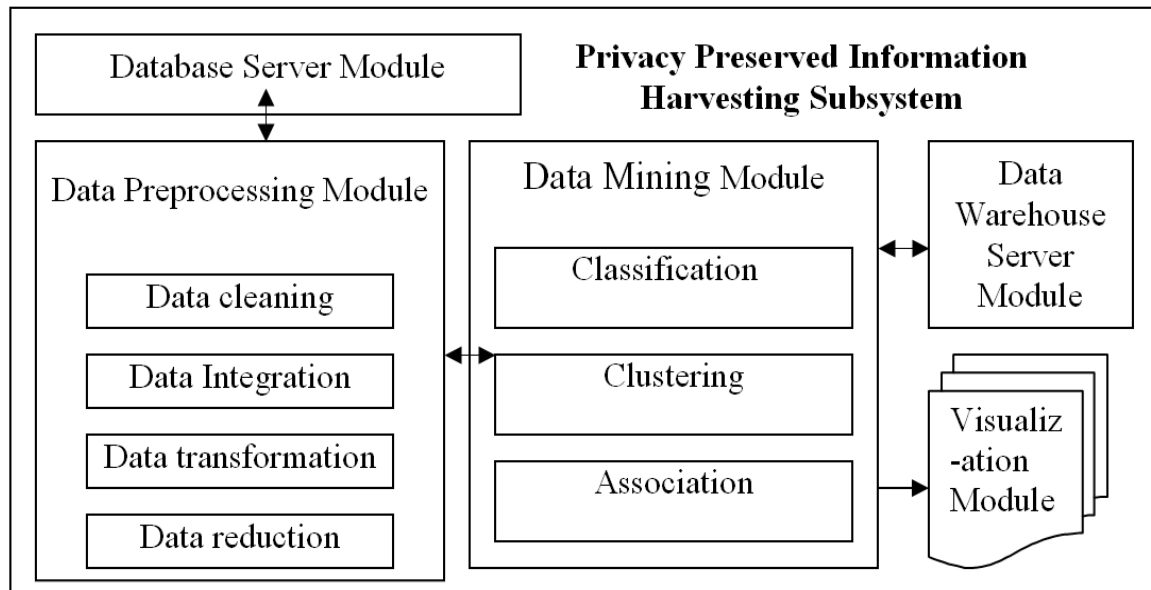 Database Server Module
Privacy Preserved Information
Harvesting Subsystem
Data Preprocessing Module
Data cleaning
Data Integration
Data transformation
Data reduction
Data Mining Module
Classification
Clustering
Association
Data
Warehouse
Server
Module
Visualiz
-ation
Module